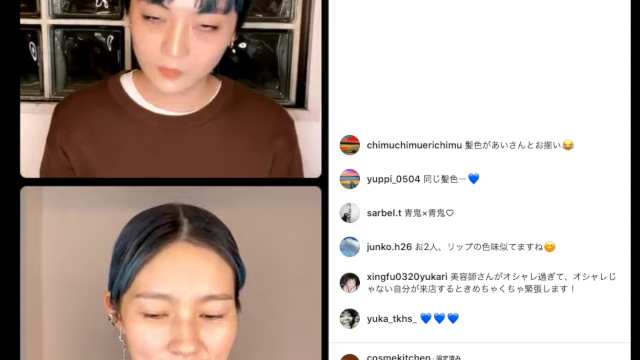 chimuchimuerichimu 髪色があいさんとお揃い😂
yuppi_0504 同じ髪色…💙
sarbel.t 青鬼×青鬼♡
junko.h26 お2人、リップの色味似てますね😊
xingfu0320yukari 美容師さんがオシャレ過ぎて、オシャレじ
ゃない自分が来店するときめちゃくちゃ緊張します！
yuka_tkhs_ 💙💙💙
cosmekitchen · 固定済み